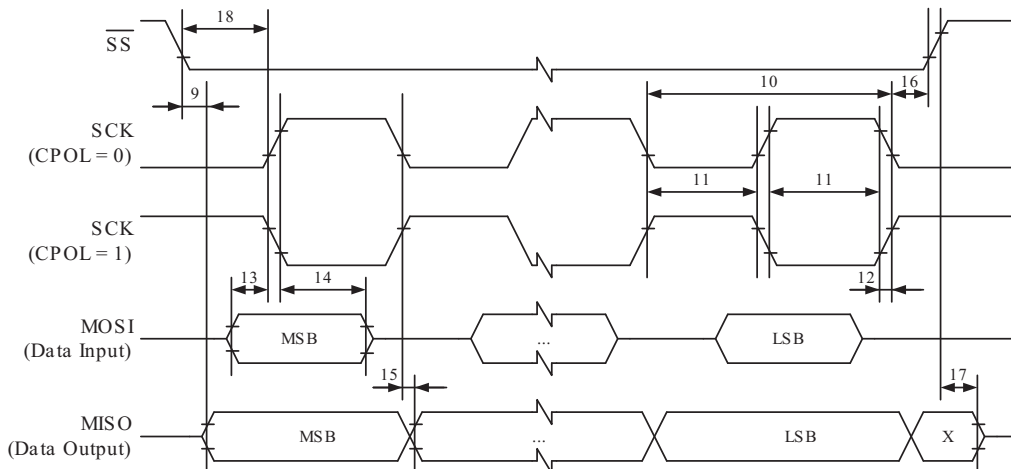 18
SS
9
10
16
SCK
(CPOL = 0)
11
11
SCK
(CPOL = 1)
13
14
12
MOSI
(Data Input)
MSB
...
LSB
15
17
MISO
(Data Output)
MSB
...
LSB
X